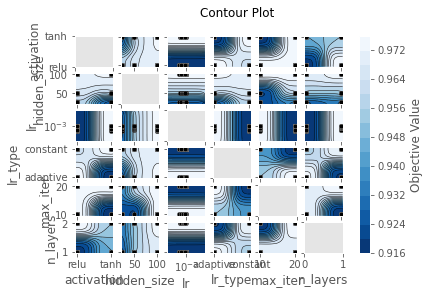 Contour Plot
activation
tanh
relu
hidden_size
100
50
lr
10⁻³
lr_type
constant
adaptive
max_iter
20
10
n_layers
2
1
relu tanh 50 100 10⁻³ adaptive constant 10 20 1
activation hidden_size lr lr_type max_iter n_layers
0.972
0.964
0.956
0.948
0.940
0.932
0.924
0.916
Objective Value